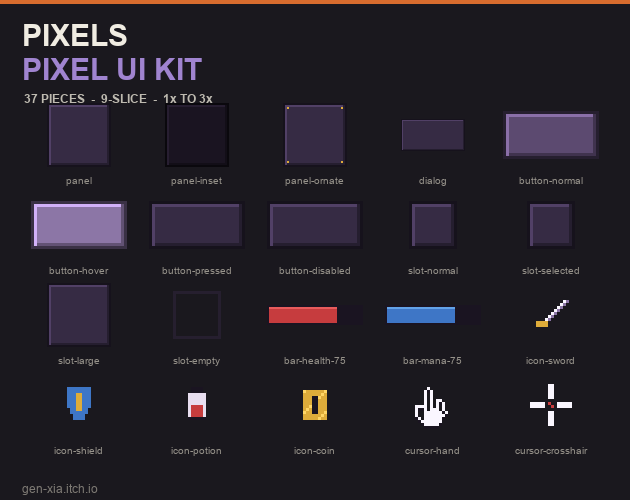 PIXELS
PIXEL UI KIT
37 PIECES - 9-SLICE - 1x TO 3x
panel panel-inset panel-ornate dialog button-normal
button-hover button-pressed button-disabled slot-normal slot-selected
slot-large slot-empty bar-health-75 bar-mana-75 icon-sword
icon-shield icon-potion icon-coin cursor-hand cursor-crosshair
gen-xia.itch.io